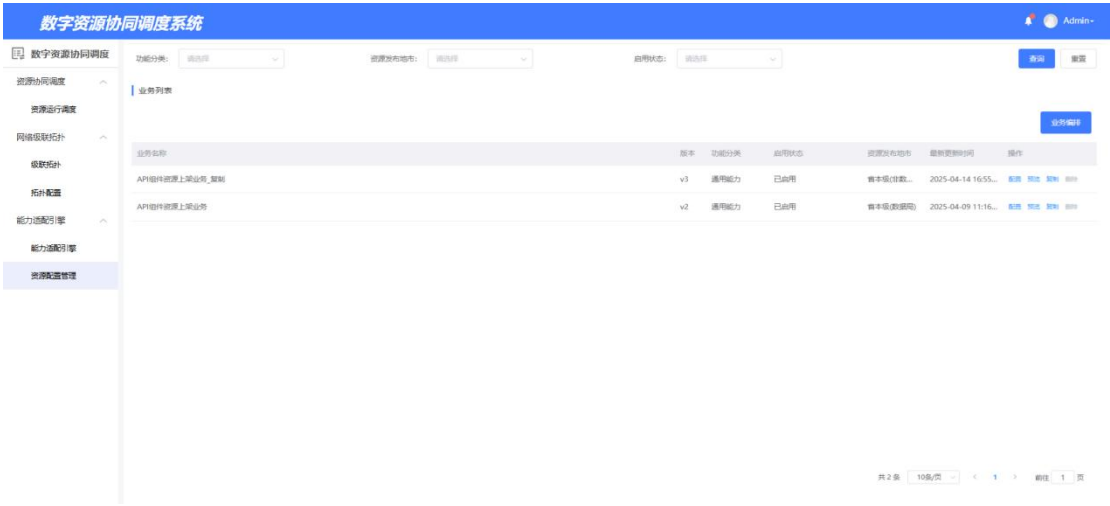 数字资源协同调度系统
Admin
数字资源协同调度
资源协同调度
资源运行调度
网络级联拓扑
级联拓扑
拓扑配置
能力适配引擎
能力适配引擎
资源配置管理
功能分类: 请选择 资源发布地市: 请选择 启用状态: 请选择 查询 重置
业务列表
业务编排
业务名称 版本 功能分类 启用状态 资源发布地市 最新更新时间 操作
API组件资源上架业务_复制 v3 通用能力 已启用 省本级(非数... 2025-04-14 16:55... 配置 预览 复制 删除
API组件资源上架业务 v2 通用能力 已启用 省本级(数据局) 2025-04-09 11:16... 配置 预览 复制 删除
共 2 条 10条/页 < 1 > 前往 1 页